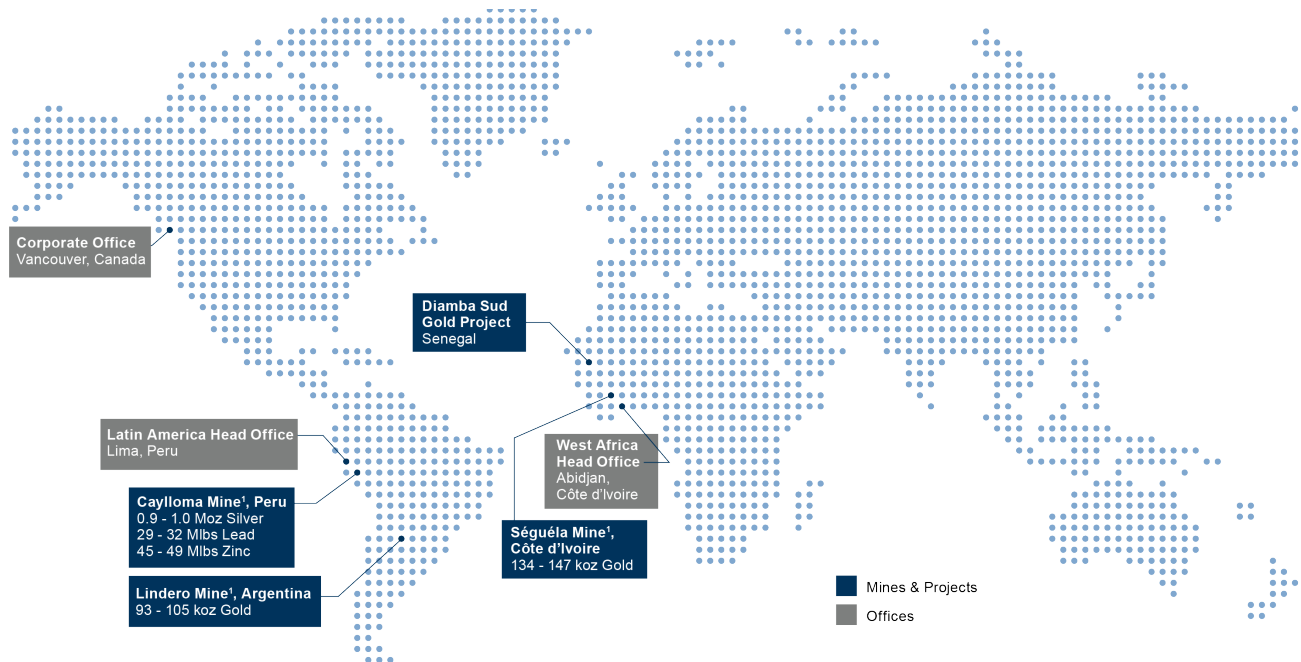 Corporate Office
Vancouver, Canada
Diamba Sud
Gold Project
Senegal
Latin America Head Office
Lima, Peru
West Africa
Head Office
Abidjan,
Côte d'Ivoire
Caylloma Mine¹, Peru
0.9 - 1.0 Moz Silver
29 - 32 Mlbs Lead
45 - 49 Mlbs Zinc
Séguéla Mine¹,
Côte d'Ivoire
134 - 147 koz Gold
Lindero Mine¹, Argentina
93 - 105 koz Gold
Mines & Projects
Offices